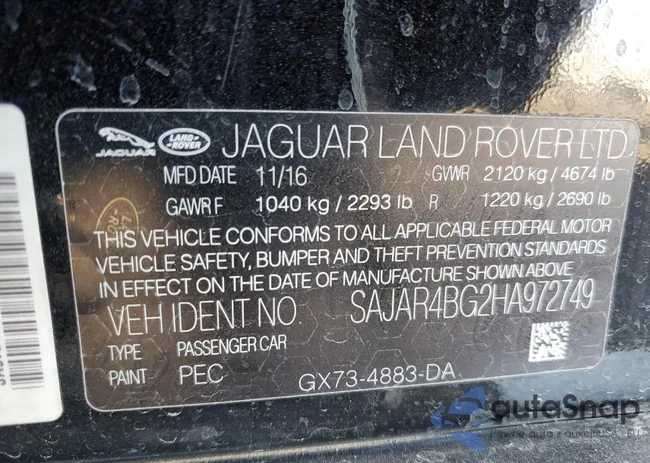 JAGUAR LAND-ROVER JAGUAR LAND ROVER LTD
MFD DATE 11/16 GVWR 2120 kg / 4674 lb
GAWR F 1040 kg / 2293 lb R 1220 kg / 2690 lb
THIS VEHICLE CONFORMS TO ALL APPLICABLE FEDERAL MOTOR
VEHICLE SAFETY, BUMPER AND THEFT PREVENTION STANDARDS
IN EFFECT ON THE DATE OF MANUFACTURE SHOWN ABOVE
VEH IDENT NO SAJAR4BG2HA972749
TYPE PASSENGER CAR
PAINT PEC GX73-4883-DA
autoSnap